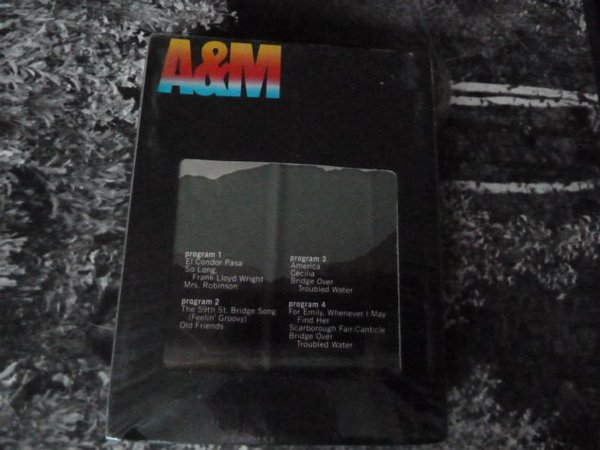 A&M
program 1
El Condor Pasa
So Long,
Frank Lloyd Wright
Mrs. Robinson
program 2
The 59th St. Bridge Song
(Feelin' Groovy)
Old Friends
program 3
America
Cecilia
Bridge Over
Troubled Water
program 4
For Emily, Whenever I May
Find Her
Scarborough Fair/Canticle
Bridge Over
Troubled Water